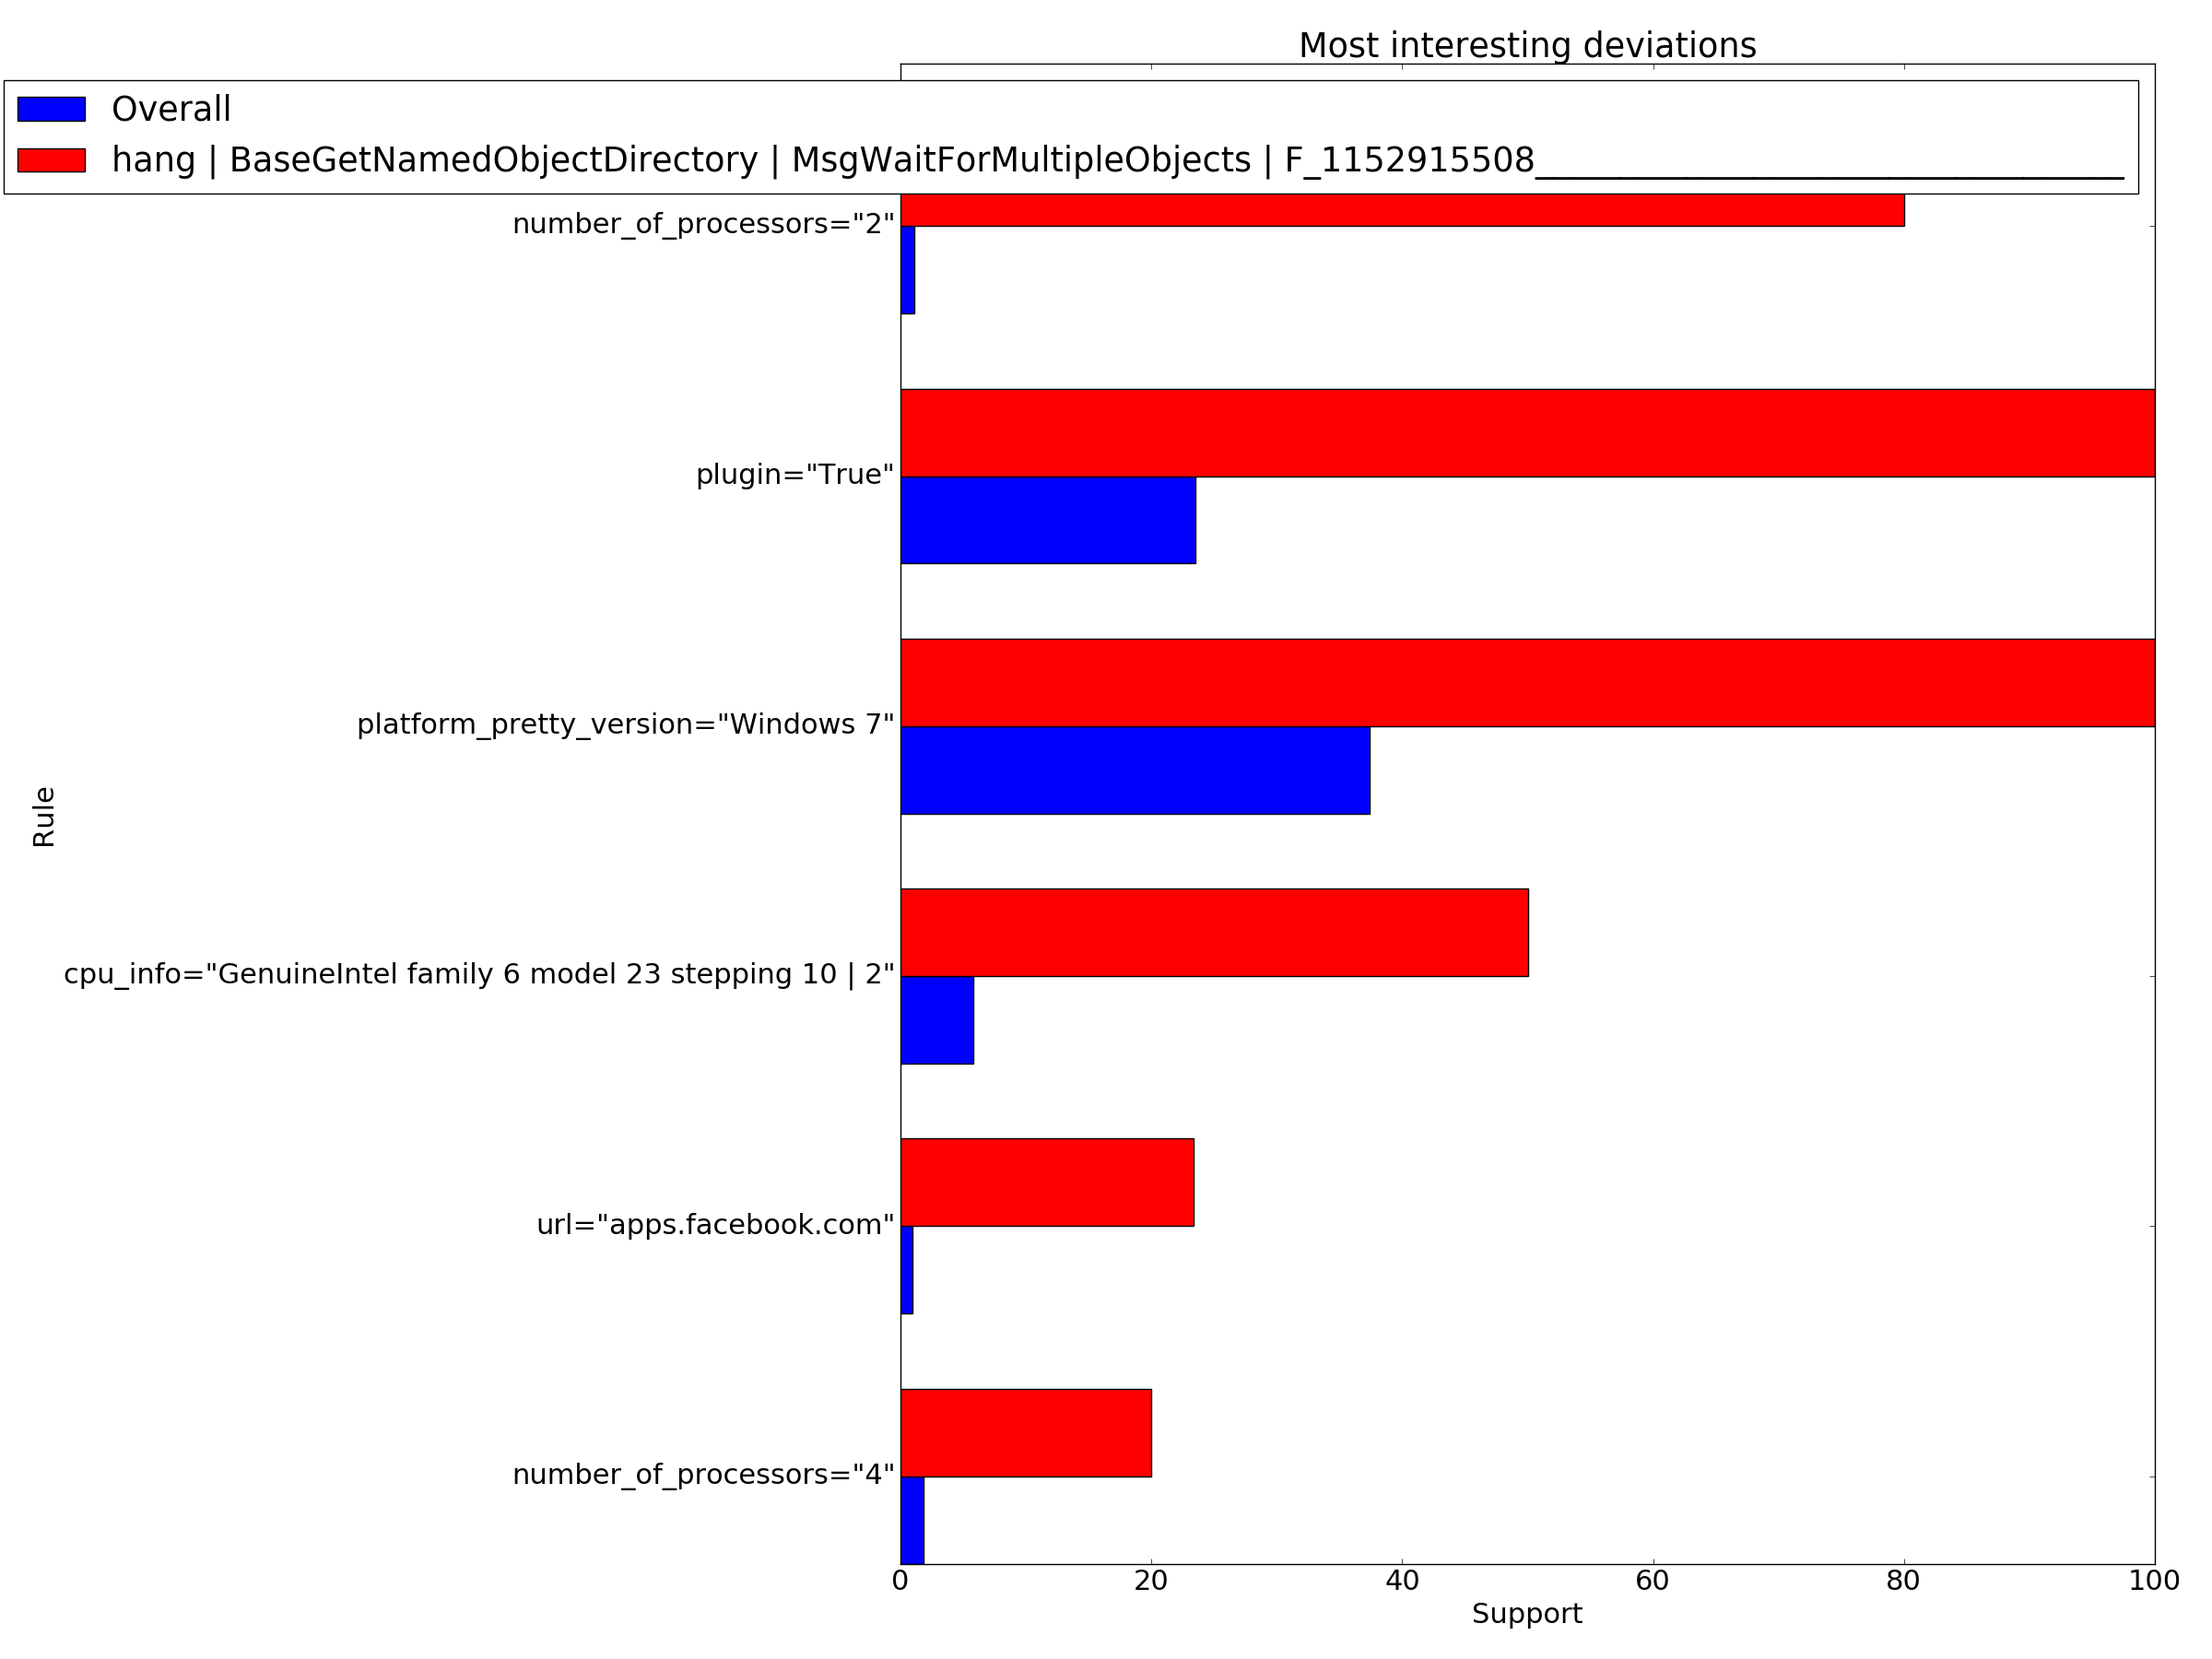 Most interesting deviations
Overall
hang | BaseGetNamedObjectDirectory | MsgWaitForMultipleObjects | F_1152915508___________________________________
number_of_processors="2"
plugin="True"
platform_pretty_version="Windows 7"
Rule
cpu_info="GenuineIntel family 6 model 23 stepping 10 | 2"
url="apps.facebook.com"
number_of_processors="4"
0 20 40 60 80 100
Support